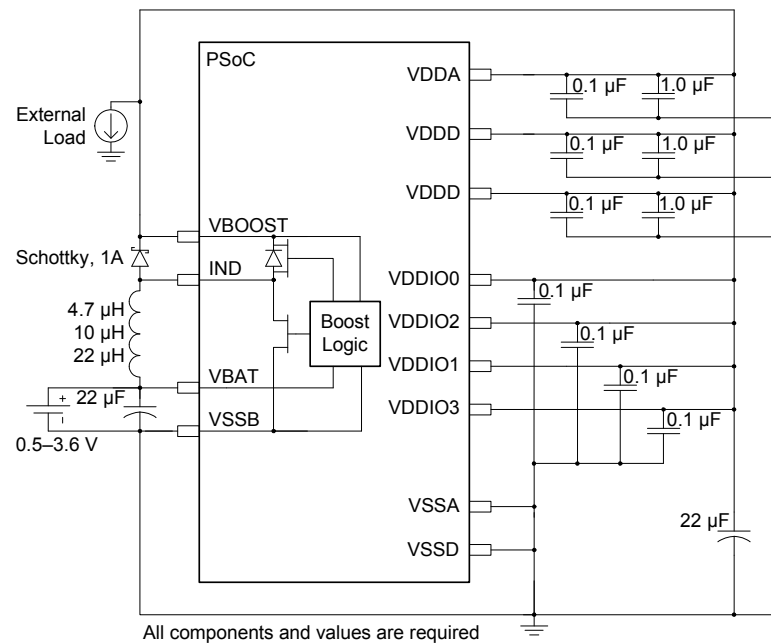 PSoC
VDDA
0.1 µF
1.0 µF
External
Load
VDDD
0.1 µF
1.0 µF
VDDD
0.1 µF
1.0 µF
VBOOST
Schottky, 1A
IND
VDDIO0
0.1 µF
4.7 µH
10 µH
22 µH
Boost
Logic
VDDIO2
0.1 µF
VDDIO1
0.1 µF
VBAT
22 µF
+
-
0.5–3.6 V
VSSB
VDDIO3
0.1 µF
VSSA
VSSD
22 µF
All components and values are required